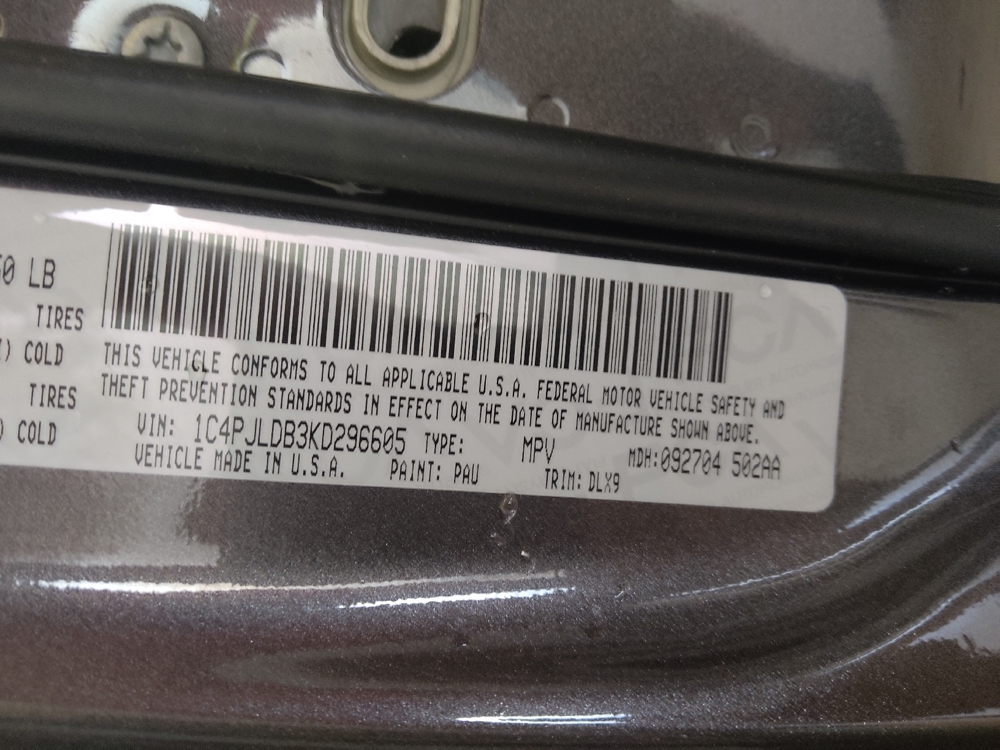 0 LB
TIRES
) COLD
TIRES
) COLD
THIS VEHICLE CONFORMS TO ALL APPLICABLE U.S.A. FEDERAL MOTOR VEHICLE SAFETY AND
THEFT PREVENTION STANDARDS IN EFFECT ON THE DATE OF MANUFACTURE SHOWN ABOVE.
VIN: 1C4PJLDB3KD296605 TYPE: MPV MDH:092704 502AA
VEHICLE MADE IN U.S.A. PAINT: PAU TRIM: DLX9